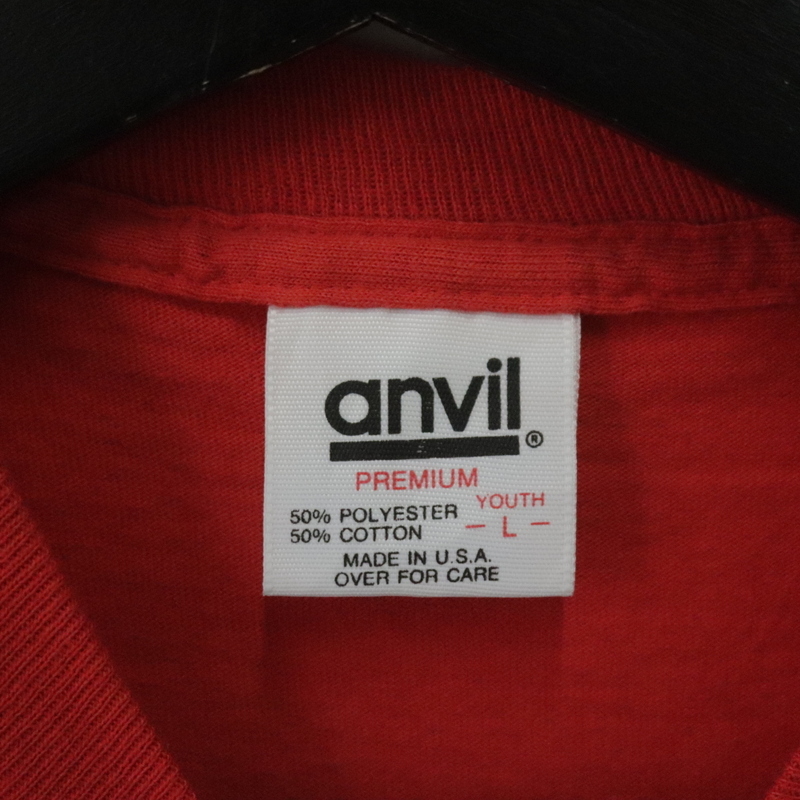 anvil®
PREMIUM
YOUTH
50% POLYESTER
50% COTTON
- L -
MADE IN U.S.A.
OVER FOR CARE